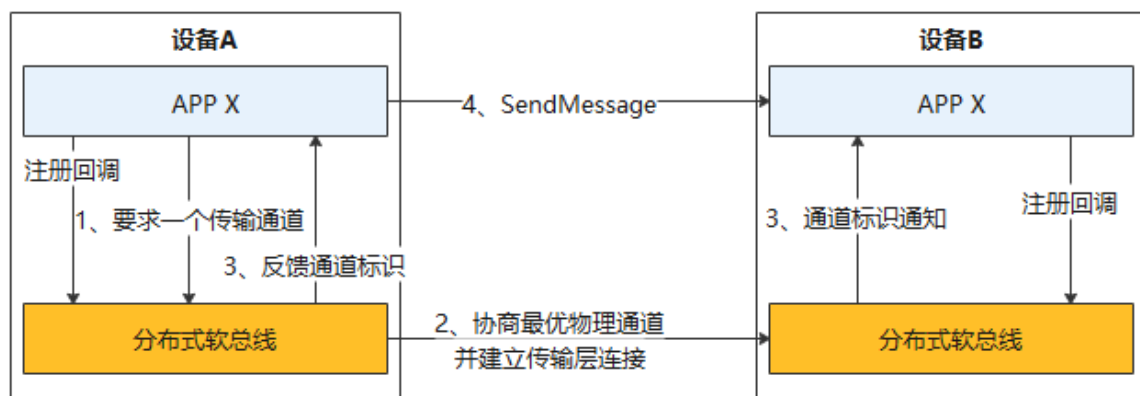 设备A
设备B
APP X
APP X
4、SendMessage
注册回调
注册回调
1、要求一个传输通道
3、通道标识通知
3、反馈通道标识
2、协商最优物理通道
并建立传输层连接
分布式软总线
分布式软总线